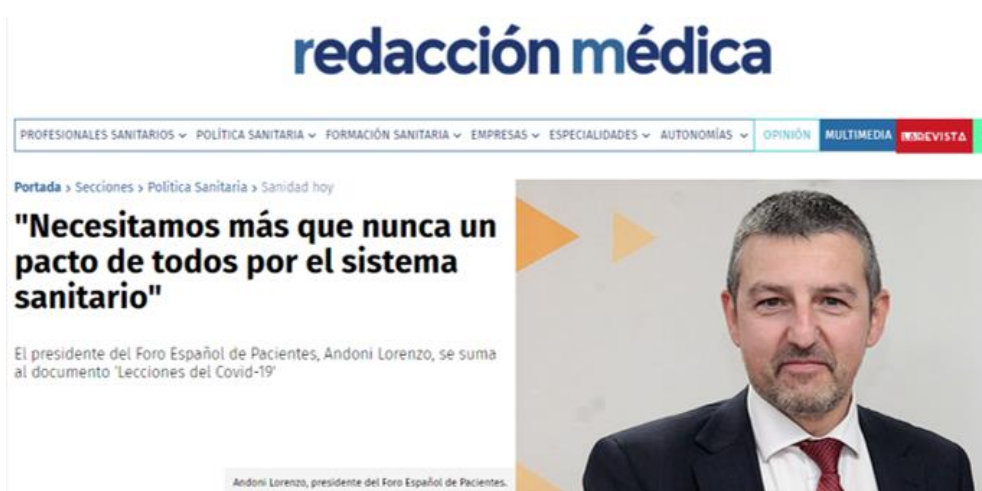 redacción médica
PROFESIONALES SANITARIOS POLÍTICA SANITARIA FORMACIÓN SANITARIA EMPRESAS ESPECIALIDADES AUTONOMÍAS OPINIÓN MULTIMEDIA LAREVISTA
Portada > Secciones > Política Sanitaria > Sanidad hoy
"Necesitamos más que nunca un
pacto de todos por el sistema
sanitario"
El presidente del Foro Español de Pacientes, Andoni Lorenzo, se suma
al documento 'Lecciones del Covid-19'
Andoni Lorenzo, presidente del Foro Español de Pacientes.